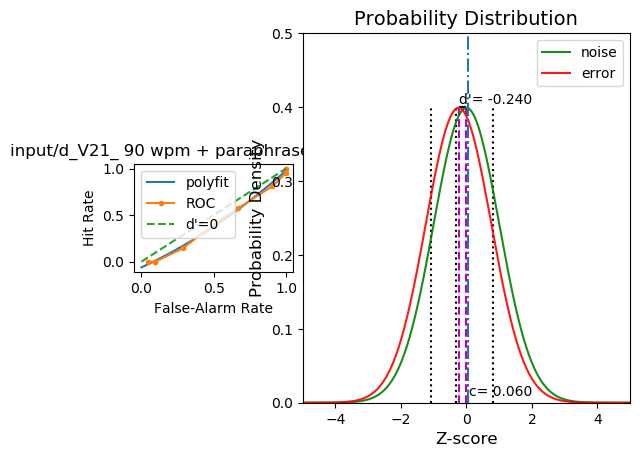 input/d_V21_ 90 wpm + paraphrase
polyfit
ROC
d'=0
1.0
0.5
0.0
Hit Rate
0.0
0.5
1.0
False-Alarm Rate
Probability Distribution
noise
error
d'= -0.240
c= 0.060
0.5
0.4
0.3
0.2
0.1
0.0
Probability Density
−4
−2
0
2
4
Z-score